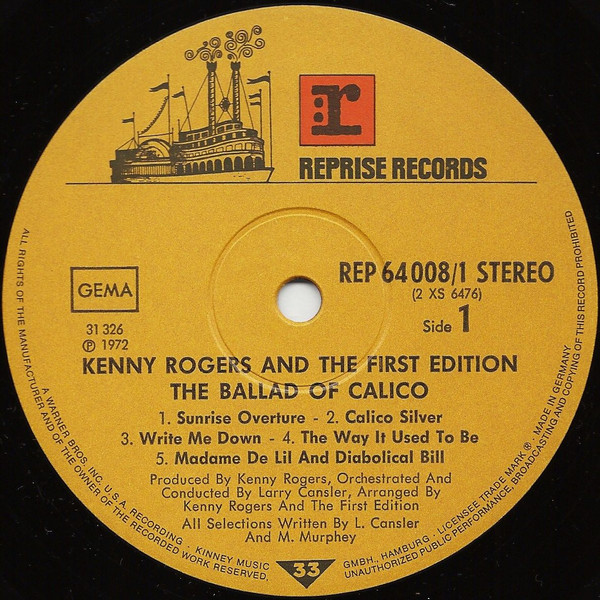 r
REPRISE RECORDS
GEMA
REP 64 008/1 STEREO
(2 XS 6476)
Side 1
31 326
℗ 1972
KENNY ROGERS AND THE FIRST EDITION
THE BALLAD OF CALICO
1. Sunrise Overture - 2. Calico Silver
3. Write Me Down - 4. The Way It Used To Be
5. Madame De Lil And Diabolical Bill
Produced By Kenny Rogers, Orchestrated And
Conducted By Larry Cansler, Arranged By
Kenny Rogers And The First Edition
All Selections Written By L. Cansler
And M. Murphey
33
ALL RIGHTS OF THE MANUFACTURER AND OF THE OWNER OF THE RECORDED WORK RESERVED.
A WARNER BROS. INC. U.S.A. RECORDING . KINNEY MUSIC GMBH., HAMBURG . LICENSEE TRADE MARK ® . MADE IN GERMANY
UNAUTHORIZED PUBLIC PERFORMANCE, BROADCASTING AND COPYING OF THIS RECORD PROHIBITED